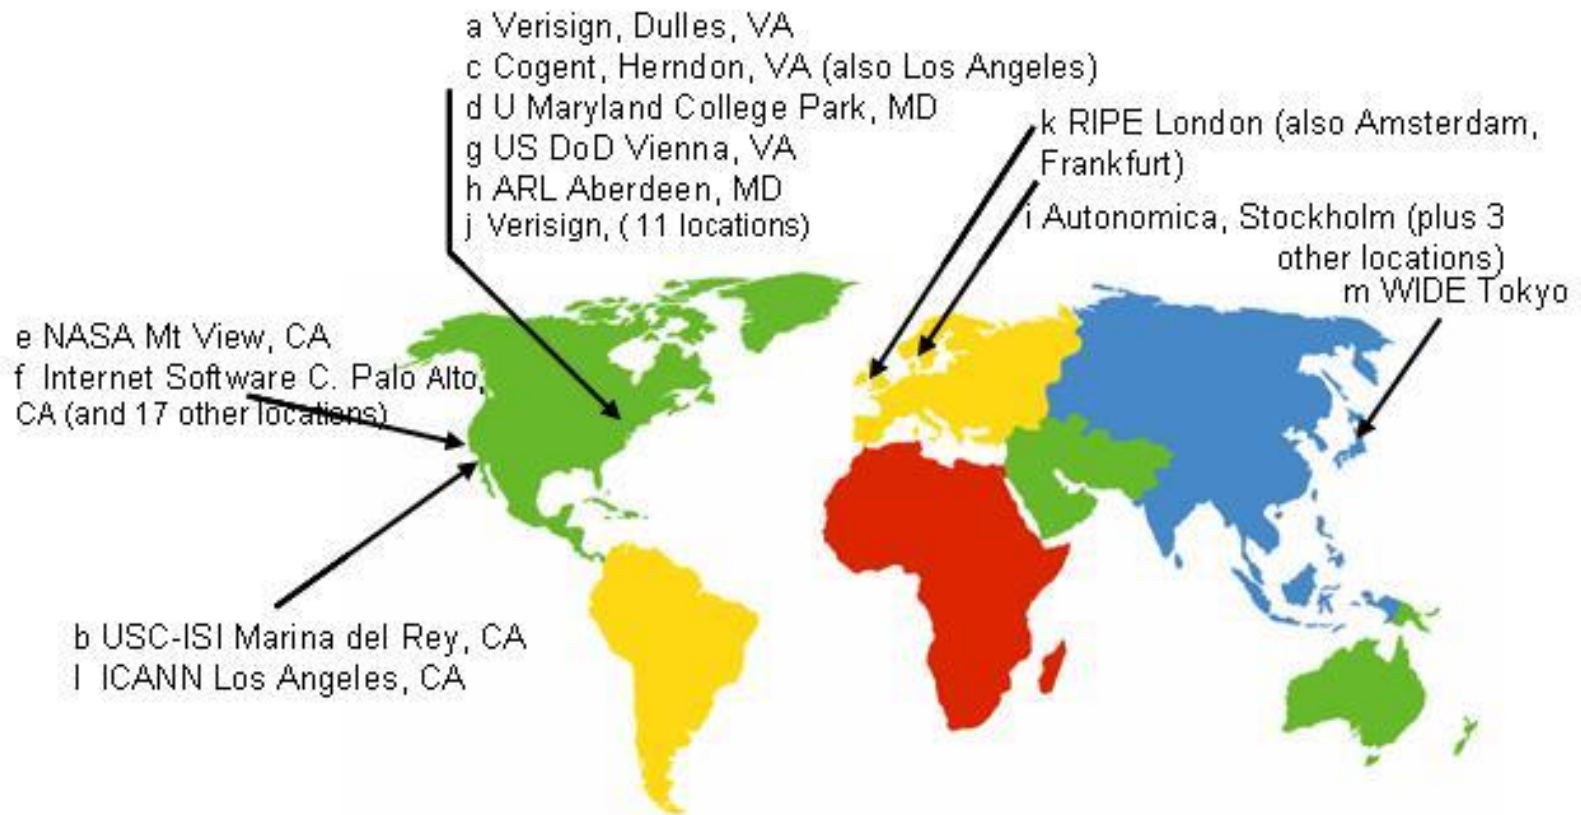 a Verisign, Dulles, VA
c Cogent, Herndon, VA (also Los Angeles)
d U Maryland College Park, MD
g US DoD Vienna, VA
h ARL Aberdeen, MD
j Verisign, ( 11 locations)
k RIPE London (also Amsterdam,
Frankfurt)
i Autonomica, Stockholm (plus 3
other locations)
m WIDE Tokyo
e NASA Mt View, CA
f Internet Software C. Palo Alto,
CA (and 17 other locations)
b USC-ISI Marina del Rey, CA
l ICANN Los Angeles, CA